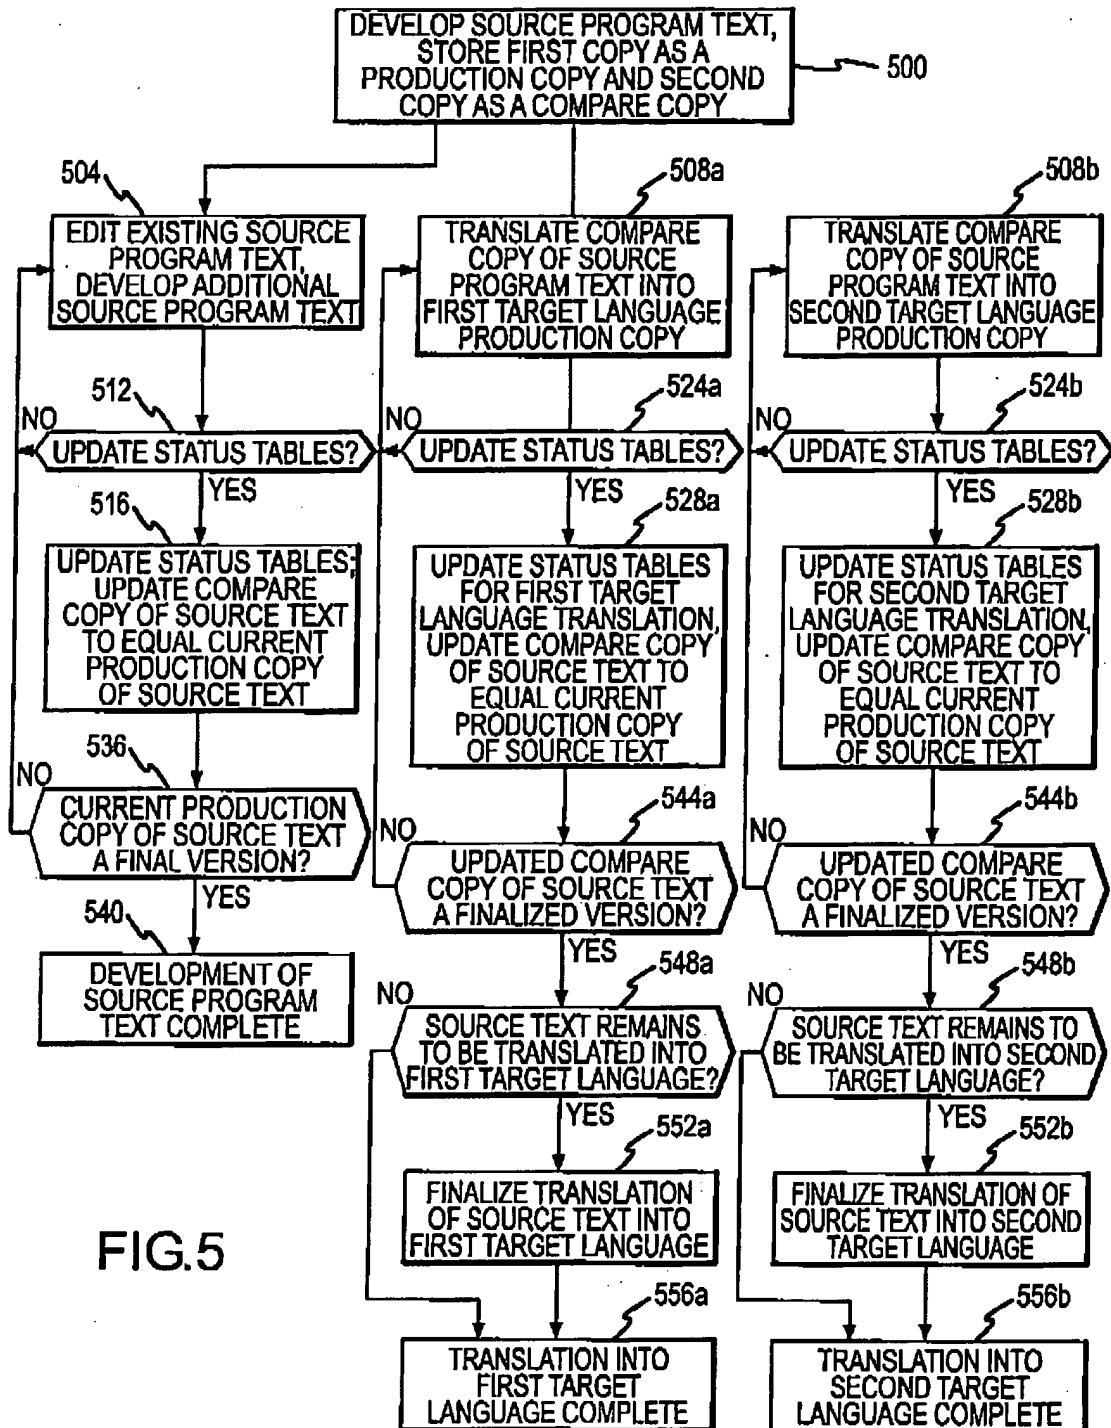 DEVELOP SOURCE PROGRAM TEXT,
STORE FIRST COPY AS A
PRODUCTION COPY AND SECOND
COPY AS A COMPARE COPY
500
504
EDIT EXISTING SOURCE
PROGRAM TEXT,
DEVELOP ADDITIONAL
SOURCE PROGRAM TEXT
508a
TRANSLATE COMPARE
COPY OF SOURCE
PROGRAM TEXT INTO
FIRST TARGET LANGUAGE
PRODUCTION COPY
508b
TRANSLATE COMPARE
COPY OF SOURCE
PROGRAM TEXT INTO
SECOND TARGET LANGUAGE
PRODUCTION COPY
512
NO
UPDATE STATUS TABLES?
YES
524a
NO
UPDATE STATUS TABLES?
YES
524b
NO
UPDATE STATUS TABLES?
YES
516
UPDATE STATUS TABLES;
UPDATE COMPARE
COPY OF SOURCE TEXT
TO EQUAL CURRENT
PRODUCTION COPY
OF SOURCE TEXT
528a
UPDATE STATUS TABLES
FOR FIRST TARGET
LANGUAGE TRANSLATION,
UPDATE COMPARE COPY
OF SOURCE TEXT TO
EQUAL CURRENT
PRODUCTION COPY
OF SOURCE TEXT
528b
UPDATE STATUS TABLES
FOR SECOND TARGET
LANGUAGE TRANSLATION,
UPDATE COMPARE COPY
OF SOURCE TEXT TO
EQUAL CURRENT
PRODUCTION COPY
OF SOURCE TEXT
536
NO
CURRENT PRODUCTION
COPY OF SOURCE TEXT
A FINAL VERSION?
YES
544a
NO
UPDATED COMPARE
COPY OF SOURCE TEXT
A FINALIZED VERSION?
YES
544b
NO
UPDATED COMPARE
COPY OF SOURCE TEXT
A FINALIZED VERSION?
YES
540
DEVELOPMENT OF
SOURCE PROGRAM
TEXT COMPLETE
548a
NO
SOURCE TEXT REMAINS
TO BE TRANSLATED INTO
FIRST TARGET LANGUAGE?
YES
548b
NO
SOURCE TEXT REMAINS TO
BE TRANSLATED INTO SECOND
TARGET LANGUAGE?
YES
552a
FINALIZE TRANSLATION
OF SOURCE TEXT INTO
FIRST TARGET LANGUAGE
552b
FINALIZE TRANSLATION OF
SOURCE TEXT INTO SECOND
TARGET LANGUAGE
FIG.5
556a
TRANSLATION INTO
FIRST TARGET
LANGUAGE COMPLETE
556b
TRANSLATION INTO
SECOND TARGET
LANGUAGE COMPLETE